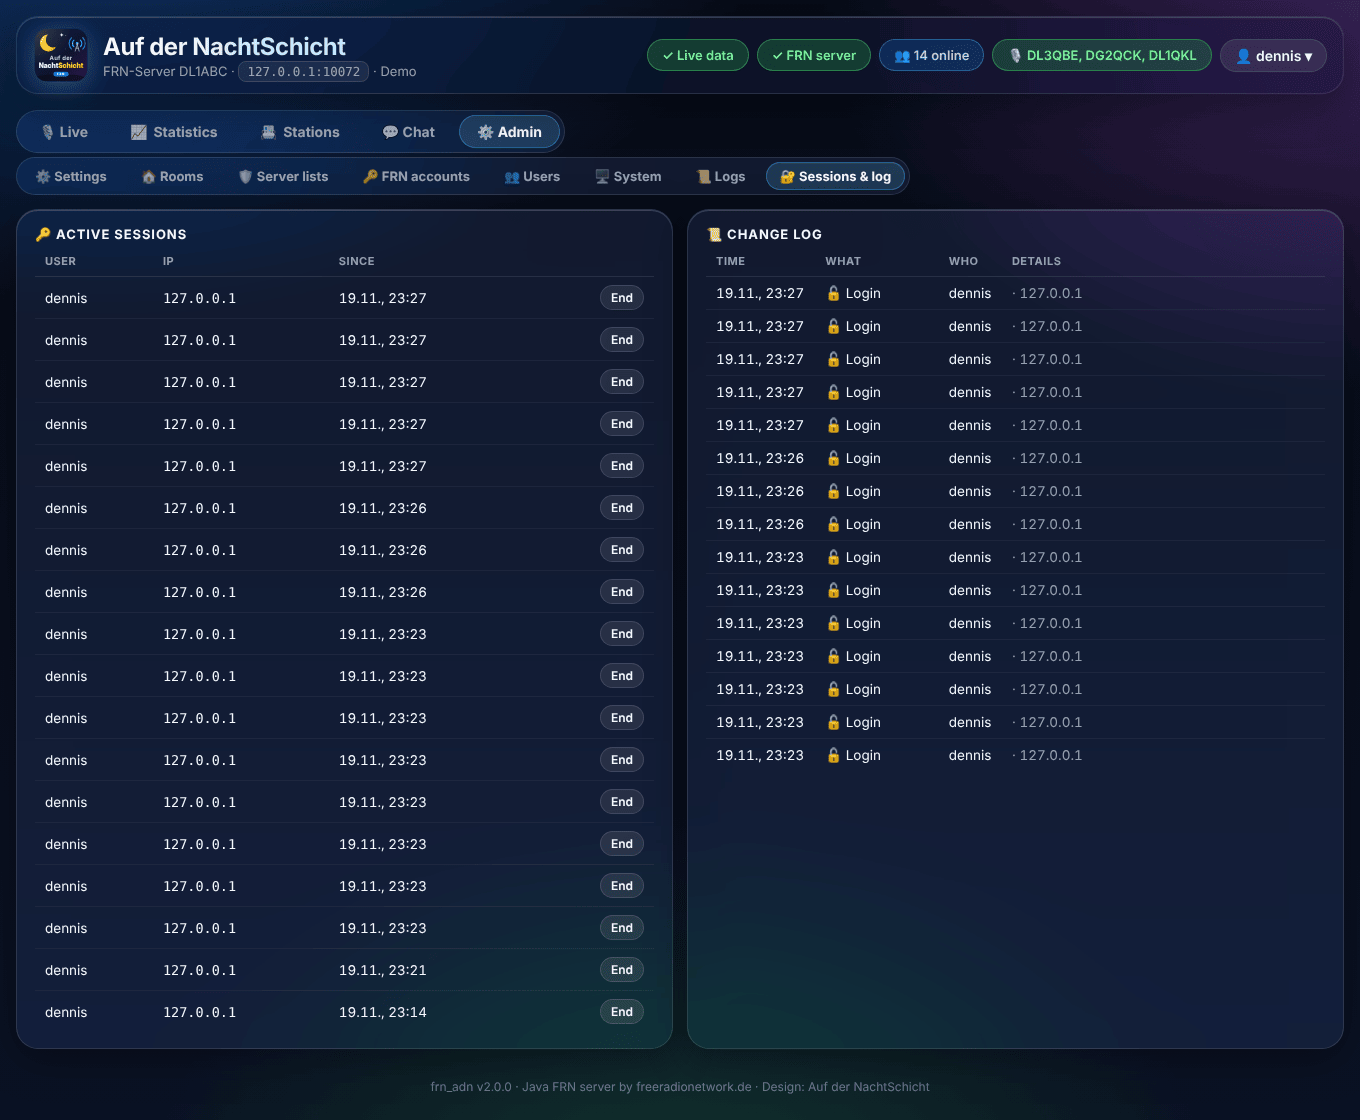 Auf der
NachtSchicht
FRN
Auf der NachtSchicht
FRN-Server DL1ABC · 127.0.0.1:10072 · Demo
✓ Live data
✓ FRN server
👥 14 online
🎙️ DL3QBE, DG2QCK, DL1QKL
👤 dennis ▾
🎙️ Live
📈 Statistics
📇 Stations
💬 Chat
⚙️ Admin
⚙️ Settings
🏠 Rooms
🛡️ Server lists
🔑 FRN accounts
👥 Users
🖥️ System
📜 Logs
🔐 Sessions & log
🔑 ACTIVE SESSIONS
USER IP SINCE
dennis 127.0.0.1 19.11., 23:27 End
dennis 127.0.0.1 19.11., 23:27 End
dennis 127.0.0.1 19.11., 23:27 End
dennis 127.0.0.1 19.11., 23:27 End
dennis 127.0.0.1 19.11., 23:27 End
dennis 127.0.0.1 19.11., 23:26 End
dennis 127.0.0.1 19.11., 23:26 End
dennis 127.0.0.1 19.11., 23:26 End
dennis 127.0.0.1 19.11., 23:23 End
dennis 127.0.0.1 19.11., 23:23 End
dennis 127.0.0.1 19.11., 23:23 End
dennis 127.0.0.1 19.11., 23:23 End
dennis 127.0.0.1 19.11., 23:23 End
dennis 127.0.0.1 19.11., 23:23 End
dennis 127.0.0.1 19.11., 23:23 End
dennis 127.0.0.1 19.11., 23:23 End
dennis 127.0.0.1 19.11., 23:21 End
dennis 127.0.0.1 19.11., 23:14 End
📜 CHANGE LOG
TIME WHAT WHO DETAILS
19.11., 23:27 🔓 Login dennis · 127.0.0.1
19.11., 23:27 🔓 Login dennis · 127.0.0.1
19.11., 23:27 🔓 Login dennis · 127.0.0.1
19.11., 23:27 🔓 Login dennis · 127.0.0.1
19.11., 23:27 🔓 Login dennis · 127.0.0.1
19.11., 23:26 🔓 Login dennis · 127.0.0.1
19.11., 23:26 🔓 Login dennis · 127.0.0.1
19.11., 23:26 🔓 Login dennis · 127.0.0.1
19.11., 23:23 🔓 Login dennis · 127.0.0.1
19.11., 23:23 🔓 Login dennis · 127.0.0.1
19.11., 23:23 🔓 Login dennis · 127.0.0.1
19.11., 23:23 🔓 Login dennis · 127.0.0.1
19.11., 23:23 🔓 Login dennis · 127.0.0.1
19.11., 23:23 🔓 Login dennis · 127.0.0.1
19.11., 23:23 🔓 Login dennis · 127.0.0.1
frn_adn v2.0.0 · Java FRN server by freeradionetwork.de · Design: Auf der NachtSchicht